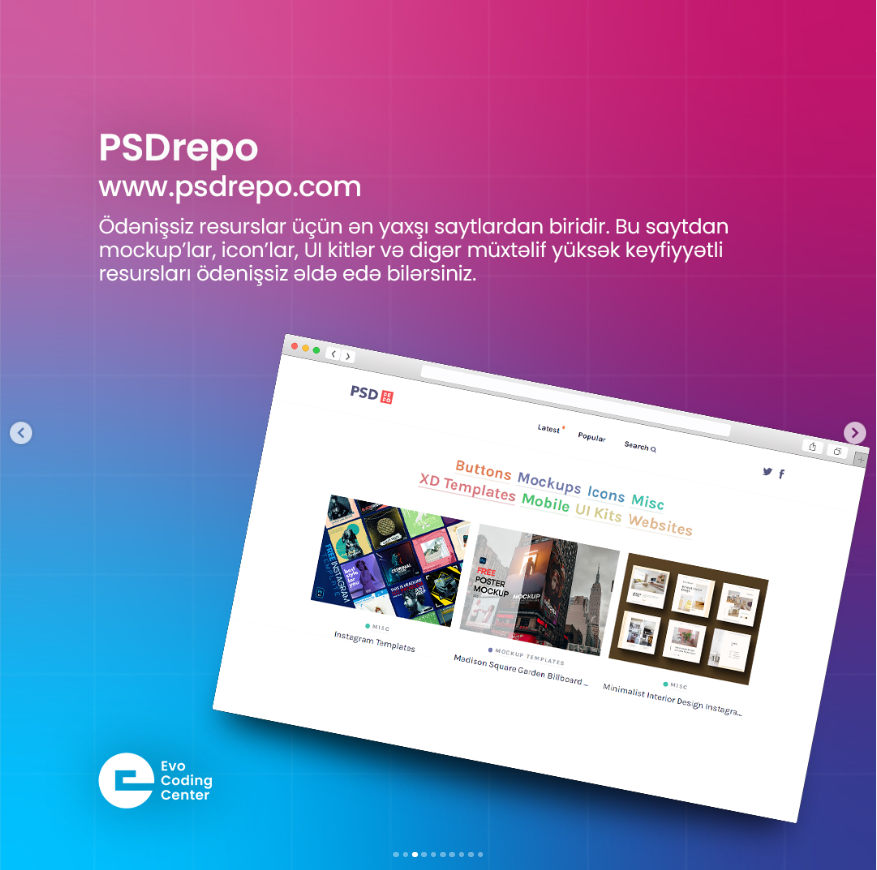 PSDrepo
www.psdrepo.com
Ödənişsiz resurslar üçün ən yaxşı saytlardan biridir. Bu saytdan
mockup’lar, icon’lar, UI kitlər və digər müxtəlif yüksək keyfiyyətli
resursları ödənişsiz əldə edə bilərsiniz.
PSD
Latest
Popular
Search
Buttons Mockups Icons Misc
XD Templates Mobile UI Kits Websites
FREE
POSTER
MOCKUP
MISC
Instagram Templates
MOCKUP TEMPLATES
Madison Square Garden Billboard ...
MISC
Minimalist Interior Design Instagra...
Evo
Coding
Center